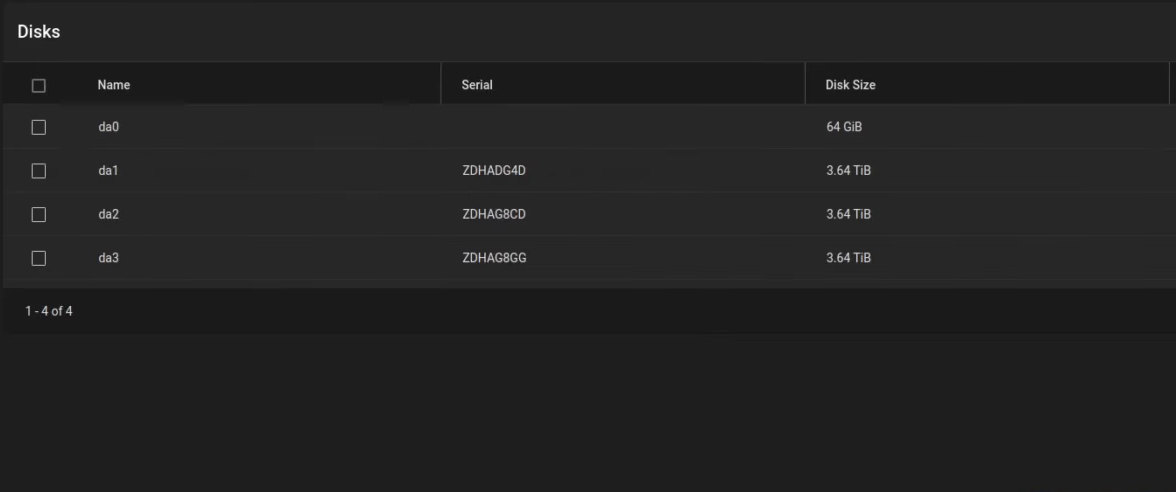 Disks
Name Serial Disk Size
da0 64 GiB
da1 ZDHADG4D 3.64 TiB
da2 ZDHAG8CD 3.64 TiB
da3 ZDHAG8GG 3.64 TiB
1 - 4 of 4